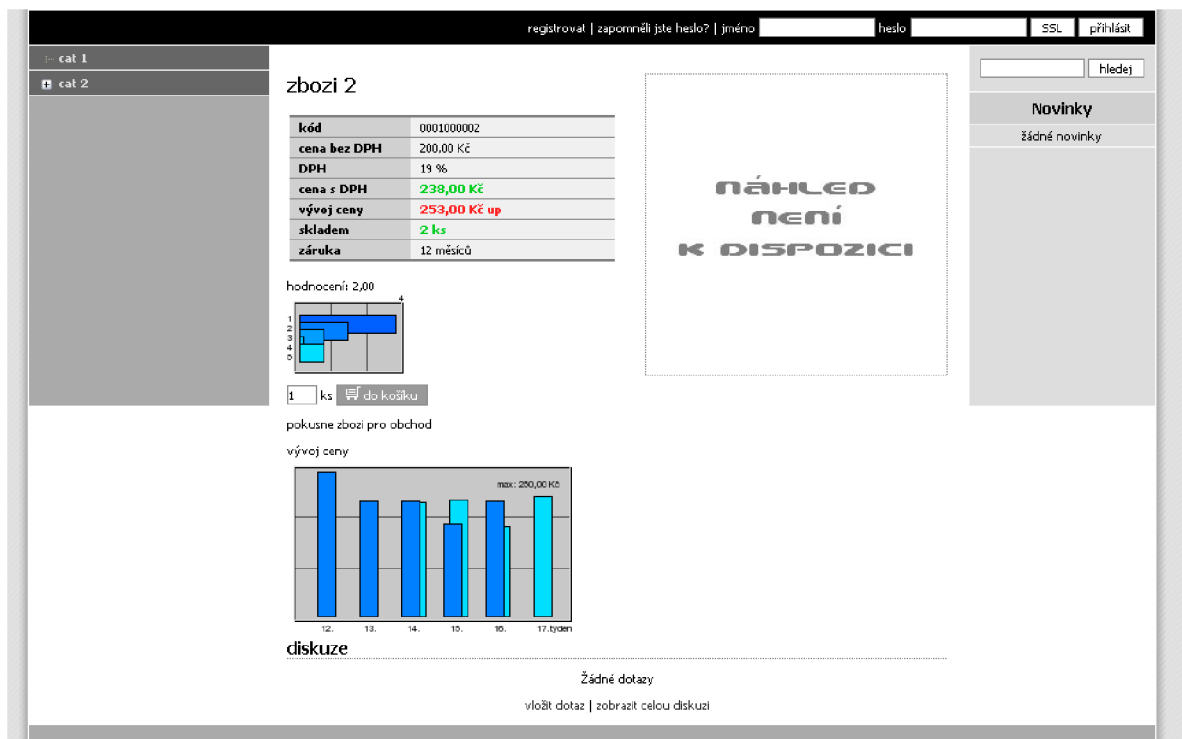 registrovat | zapomněli jste heslo? | jméno heslo SSL přihlásit
cat 1
cat 2
hledej
Novinky
žádné novinky
zbozi 2
kód 0001000002
cena bez DPH 200,00 Kč
DPH 19 %
cena s DPH 238,00 Kč
vývoj ceny 253,00 Kč up
skladem 2 ks
záruka 12 měsíců
náhled
není
k dispozici
hodnocení: 2,00
4
1
2
3
4
5
1 ks do košíku
pokusne zbozi pro obchod
vývoj ceny
max: 250,00 Kč
12. 13. 14. 15. 16. 17.tyden
diskuze
Žádné dotazy
vložit dotaz | zobrazit celou diskuzi